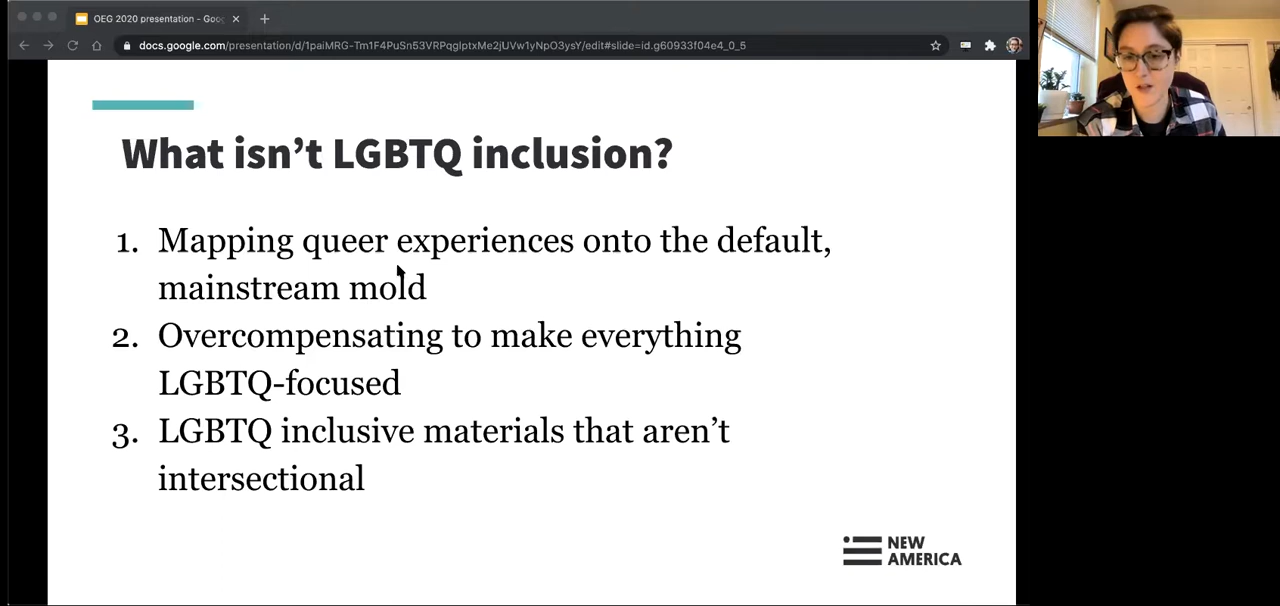 OEG 2020 presentation - Goo
docs.google.com/presentation/d/1paiMRG-Tm1F4PuSn53VRPqglptxMe2jUVw1yNpO3ysY/edit#slide=id.g60933f04e4_0_5
What isn’t LGBTQ inclusion?
1. Mapping queer experiences onto the default,
mainstream mold
2. Overcompensating to make everything
LGBTQ-focused
3. LGBTQ inclusive materials that aren’t
intersectional
NEW
AMERICA